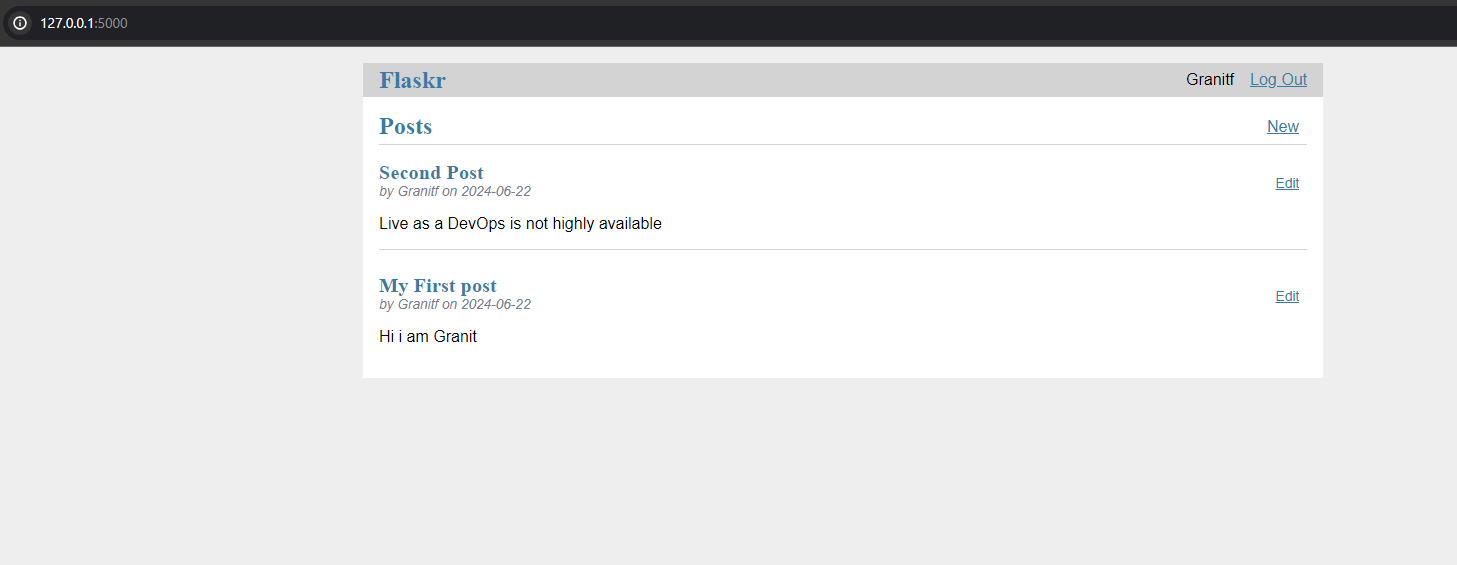 127.0.0.1:5000
Flaskr Granitf Log Out
Posts New
Second Post
by Granitf on 2024-06-22 Edit
Live as a DevOps is not highly available
My First post
by Granitf on 2024-06-22 Edit
Hi i am Granit